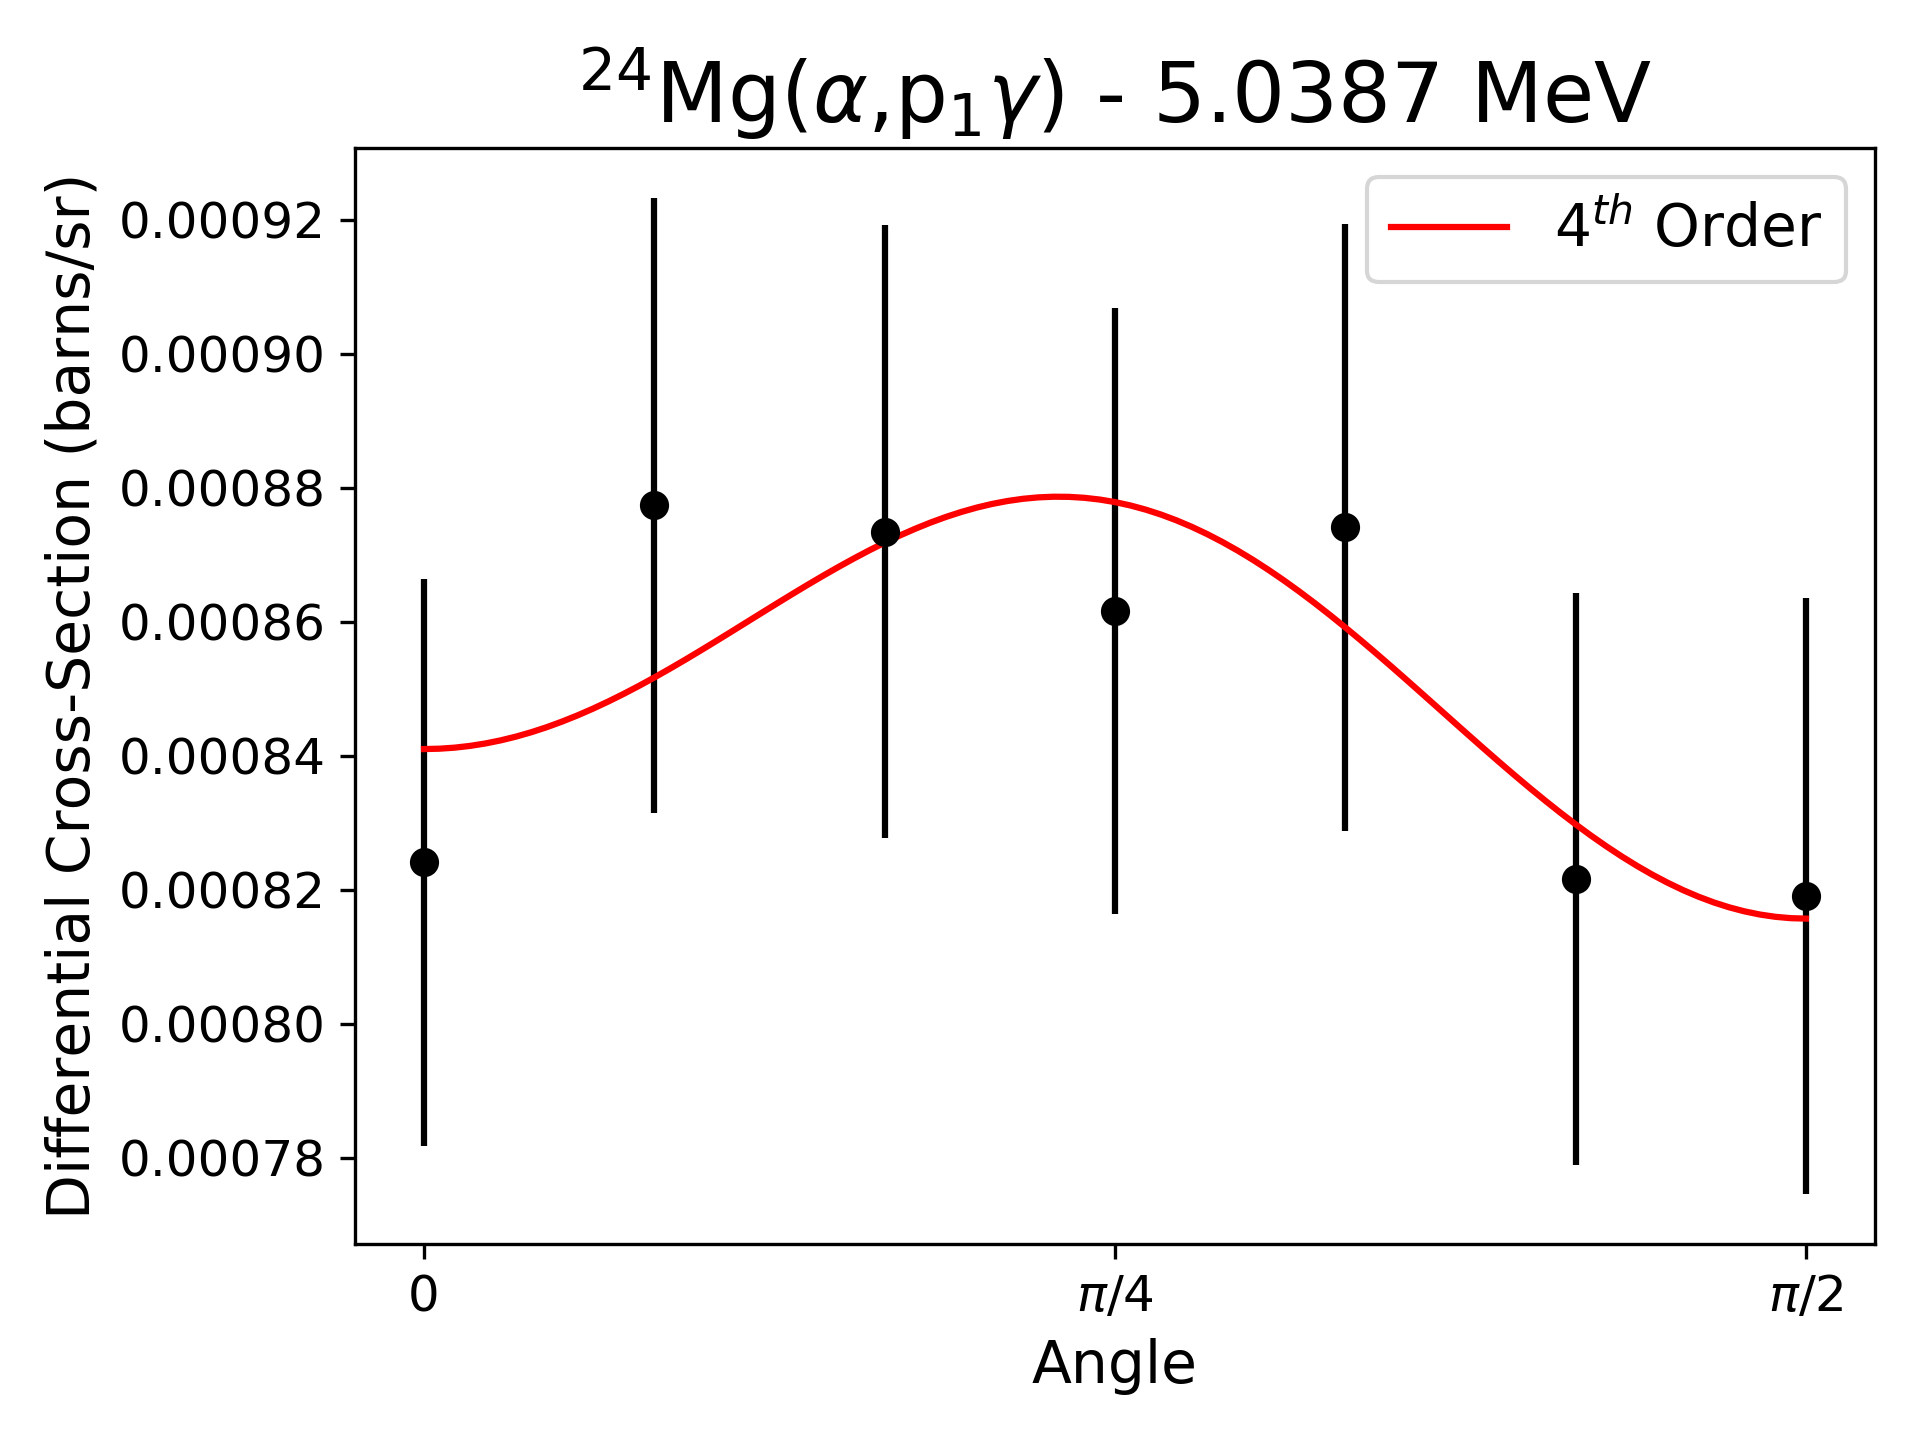 ²⁴Mg(α,p₁γ) - 5.0387 MeV
4ᵗʰ Order
Differential Cross-Section (barns/sr)
0.00092
0.00090
0.00088
0.00086
0.00084
0.00082
0.00080
0.00078
0
π/4
π/2
Angle